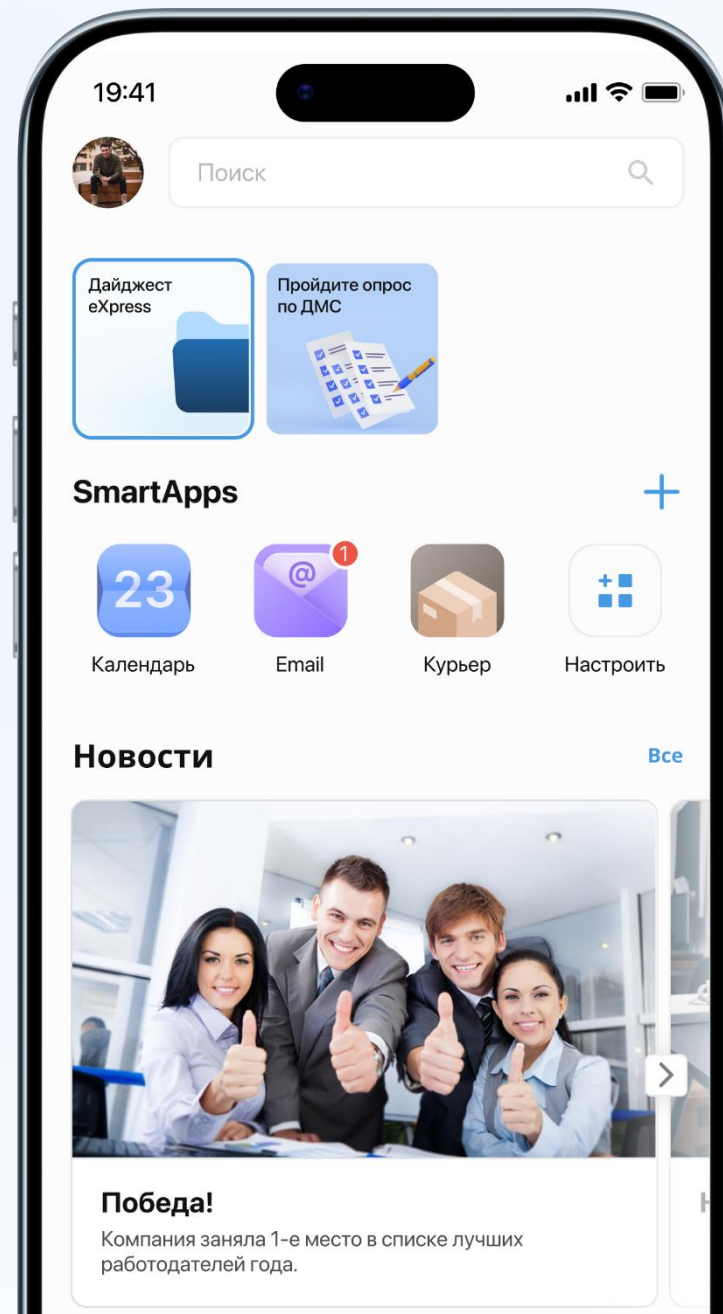 19:41
Поиск
Дайджест
eXpress
Пройдите опрос
по ДМС
SmartApps
23
@
1
Календарь
Email
Курьер
Настроить
Новости
Все
Победа!
Компания заняла 1-е место в списке лучших
работодателей года.